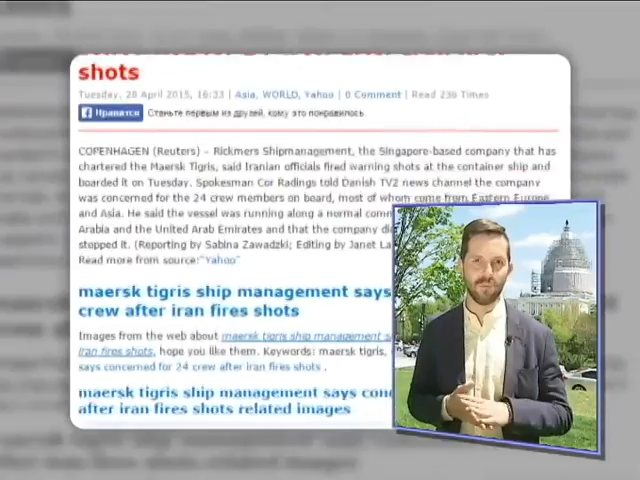 shots
Tuesday, 28 April 2015, 16:33 | Asia, WORLD, Yahoo | 0 Comment | Read 236 Times
Нравится Станьте первым из друзей, кому это понравилось.
COPENHAGEN (Reuters) – Rickmers Shipmanagement, the Singapore-based company that has
chartered the Maersk Tigris, said Iranian officials fired warning shots at the container ship and
boarded it on Tuesday. Spokesman Cor Radings told Danish TV2 news channel the company
was concerned for the 24 crew members on board, most of whom come from Eastern Europe
and Asia. He said the vessel was running along a normal
Arabia and the United Arab Emirates and that the company
stopped it. (Reporting by Sabina Zawadzki; Editing by Janet
Read more from source:"Yahoo"
maersk tigris ship management says
crew after iran fires shots
Images from the web about maersk tigris ship management
iran fires shots, hope you like them. Keywords: maersk tigris,
says concerned for 24 crew after iran fires shots .
maersk tigris ship management says
after iran fires shots related images